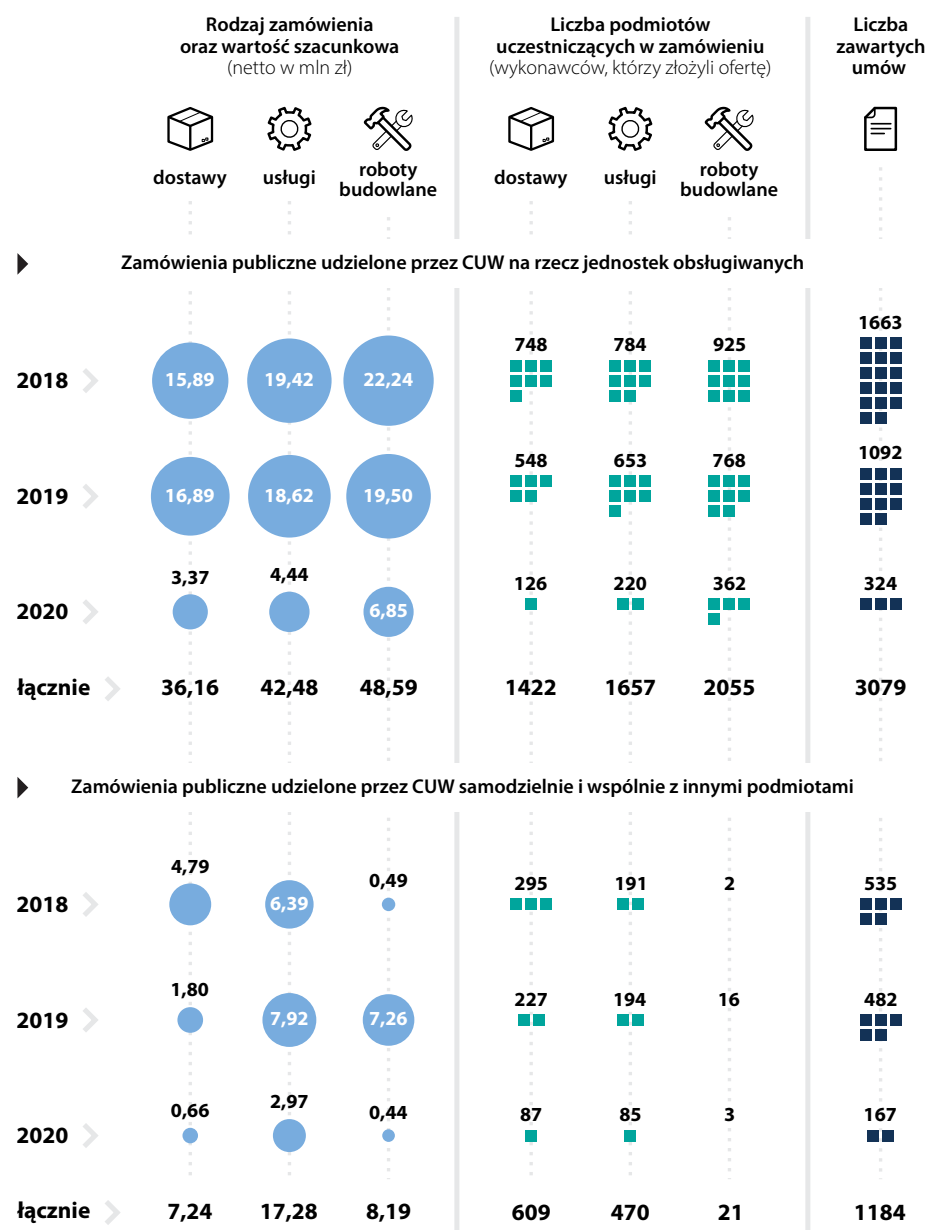 Rodzaj zamówienia
oraz wartość szacunkowa
(netto w mln zł)
Liczba podmiotów
uczestniczących w zamówieniu
(wykonawców, którzy złożyli ofertę)
Liczba
zawartych
umów
dostawy usługi roboty
budowlane
dostawy usługi roboty
budowlane
Zamówienia publiczne udzielone przez CUW na rzecz jednostek obsługiwanych
2018 15,89 19,42 22,24 748 784 925 1663
2019 16,89 18,62 19,50 548 653 768 1092
2020 3,37 4,44 6,85 126 220 362 324
łącznie 36,16 42,48 48,59 1422 1657 2055 3079
Zamówienia publiczne udzielone przez CUW samodzielnie i wspólnie z innymi podmiotami
2018 4,79 6,39 0,49 295 191 2 535
2019 1,80 7,92 7,26 227 194 16 482
2020 0,66 2,97 0,44 87 85 3 167
łącznie 7,24 17,28 8,19 609 470 21 1184